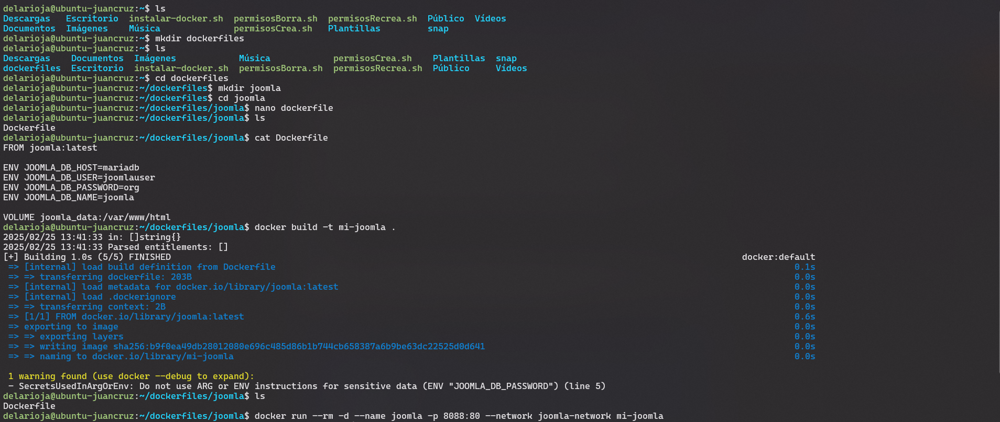 delarioja@ubuntu-juancruz:~$ ls
Descargas   Escritorio  instalar-docker.sh  permisosBorra.sh  permisosRecrea.sh  Público  Vídeos
Documentos  Imágenes    Música              permisosCrea.sh   Plantillas         snap
delarioja@ubuntu-juancruz:~$ mkdir dockerfiles
delarioja@ubuntu-juancruz:~$ ls
Descargas    Documentos  Imágenes            Música            permisosCrea.sh    Plantillas  snap
dockerfiles  Escritorio  instalar-docker.sh  permisosBorra.sh  permisosRecrea.sh  Público     Vídeos
delarioja@ubuntu-juancruz:~$ cd dockerfiles
delarioja@ubuntu-juancruz:~/dockerfiles$ mkdir joomla
delarioja@ubuntu-juancruz:~/dockerfiles$ cd joomla
delarioja@ubuntu-juancruz:~/dockerfiles/joomla$ nano dockerfile
delarioja@ubuntu-juancruz:~/dockerfiles/joomla$ ls
Dockerfile
delarioja@ubuntu-juancruz:~/dockerfiles/joomla$ cat Dockerfile
FROM joomla:latest

ENV JOOMLA_DB_HOST=mariadb
ENV JOOMLA_DB_USER=joomlauser
ENV JOOMLA_DB_PASSWORD=org
ENV JOOMLA_DB_NAME=joomla

VOLUME joomla_data:/var/www/html
delarioja@ubuntu-juancruz:~/dockerfiles/joomla$ docker build -t mi-joomla .
2025/02/25 13:41:33 in: []string{}
2025/02/25 13:41:33 Parsed entitlements: []
[+] Building 1.0s (5/5) FINISHED docker:default
 => [internal] load build definition from Dockerfile 0.1s
 => => transferring dockerfile: 203B 0.0s
 => [internal] load metadata for docker.io/library/joomla:latest 0.0s
 => [internal] load .dockerignore 0.0s
 => => transferring context: 2B 0.0s
 => [1/1] FROM docker.io/library/joomla:latest 0.6s
 => exporting to image 0.0s
 => => exporting layers 0.0s
 => => writing image sha256:b9f0ea49db28012080e696c485d86b1b744cb658387a6b9be63dc22525d0d641 0.0s
 => => naming to docker.io/library/mi-joomla 0.0s

 1 warning found (use docker --debug to expand):
 - SecretsUsedInArgOrEnv: Do not use ARG or ENV instructions for sensitive data (ENV "JOOMLA_DB_PASSWORD") (line 5)
delarioja@ubuntu-juancruz:~/dockerfiles/joomla$ ls
Dockerfile
delarioja@ubuntu-juancruz:~/dockerfiles/joomla$ docker run --rm -d --name joomla -p 8088:80 --network joomla-network mi-joomla